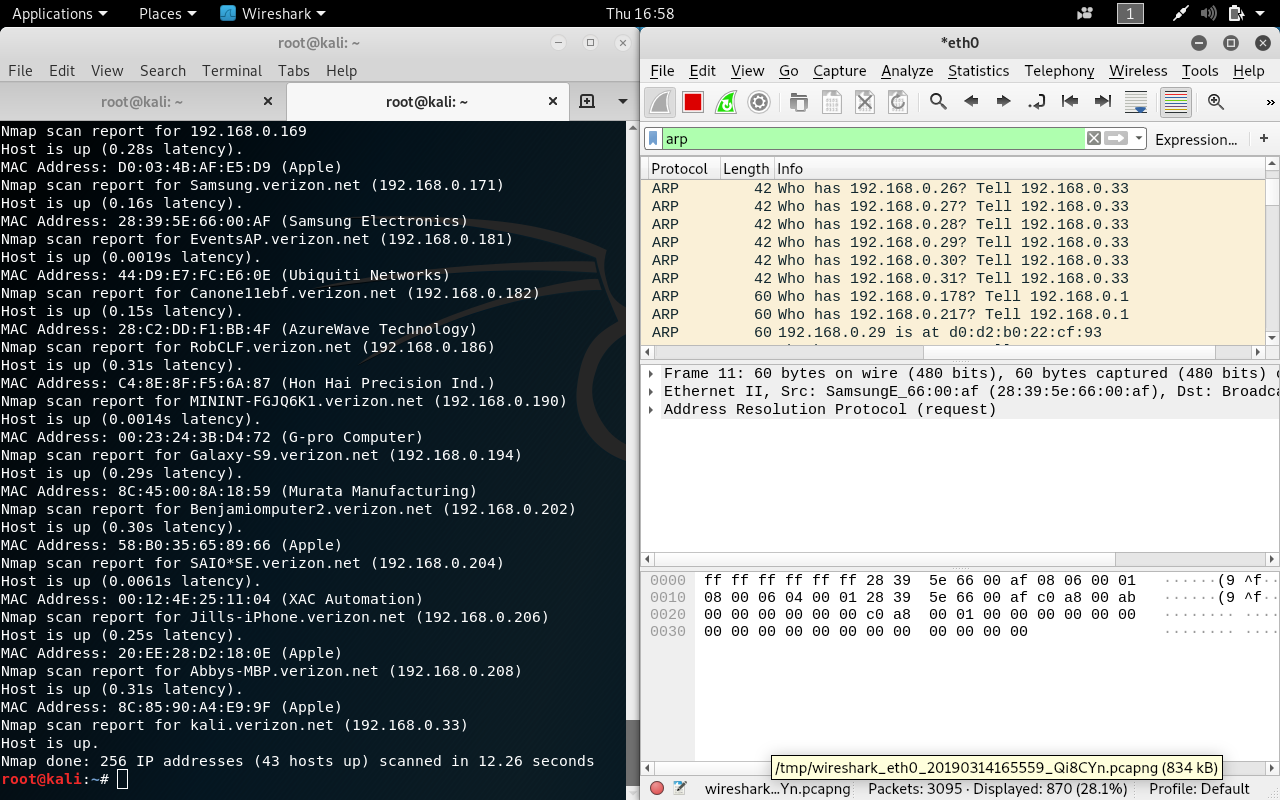 Applications Places Wireshark Thu 16:58 1
root@kali: ~
File Edit View Search Terminal Tabs Help
root@kali: ~ × root@kali: ~ ×
Nmap scan report for 192.168.0.169
Host is up (0.28s latency).
MAC Address: D0:03:4B:AF:E5:D9 (Apple)
Nmap scan report for Samsung.verizon.net (192.168.0.171)
Host is up (0.16s latency).
MAC Address: 28:39:5E:66:00:AF (Samsung Electronics)
Nmap scan report for EventsAP.verizon.net (192.168.0.181)
Host is up (0.0019s latency).
MAC Address: 44:D9:E7:FC:E6:0E (Ubiquiti Networks)
Nmap scan report for Canone11ebf.verizon.net (192.168.0.182)
Host is up (0.15s latency).
MAC Address: 28:C2:DD:F1:BB:4F (AzureWave Technology)
Nmap scan report for RobCLF.verizon.net (192.168.0.186)
Host is up (0.31s latency).
MAC Address: C4:8E:8F:F5:6A:87 (Hon Hai Precision Ind.)
Nmap scan report for MININT-FGJQ6K1.verizon.net (192.168.0.190)
Host is up (0.0014s latency).
MAC Address: 00:23:24:3B:D4:72 (G-pro Computer)
Nmap scan report for Galaxy-S9.verizon.net (192.168.0.194)
Host is up (0.29s latency).
MAC Address: 8C:45:00:8A:18:59 (Murata Manufacturing)
Nmap scan report for Benjamiomputer2.verizon.net (192.168.0.202)
Host is up (0.30s latency).
MAC Address: 58:B0:35:65:89:66 (Apple)
Nmap scan report for SAIO*SE.verizon.net (192.168.0.204)
Host is up (0.0061s latency).
MAC Address: 00:12:4E:25:11:04 (XAC Automation)
Nmap scan report for Jills-iPhone.verizon.net (192.168.0.206)
Host is up (0.25s latency).
MAC Address: 20:EE:28:D2:18:0E (Apple)
Nmap scan report for Abbys-MBP.verizon.net (192.168.0.208)
Host is up (0.31s latency).
MAC Address: 8C:85:90:A4:E9:9F (Apple)
Nmap scan report for kali.verizon.net (192.168.0.33)
Host is up.
Nmap done: 256 IP addresses (43 hosts up) scanned in 12.26 seconds
root@kali:~#
*eth0
File Edit View Go Capture Analyze Statistics Telephony Wireless Tools Help
»
arp Expression… +
Protocol Length Info
ARP 42 Who has 192.168.0.26? Tell 192.168.0.33
ARP 42 Who has 192.168.0.27? Tell 192.168.0.33
ARP 42 Who has 192.168.0.28? Tell 192.168.0.33
ARP 42 Who has 192.168.0.29? Tell 192.168.0.33
ARP 42 Who has 192.168.0.30? Tell 192.168.0.33
ARP 42 Who has 192.168.0.31? Tell 192.168.0.33
ARP 60 Who has 192.168.0.178? Tell 192.168.0.1
ARP 60 Who has 192.168.0.217? Tell 192.168.0.1
ARP 60 192.168.0.29 is at d0:d2:b0:22:cf:93
Frame 11: 60 bytes on wire (480 bits), 60 bytes captured (480 bits) o
Ethernet II, Src: SamsungE_66:00:af (28:39:5e:66:00:af), Dst: Broadca
Address Resolution Protocol (request)
0000 ff ff ff ff ff ff 28 39 5e 66 00 af 08 06 00 01 ······(9 ^f··
0010 08 00 06 04 00 01 28 39 5e 66 00 af c0 a8 00 ab ······(9 ^f··
0020 00 00 00 00 00 00 c0 a8 00 01 00 00 00 00 00 00 ········ ····
0030 00 00 00 00 00 00 00 00 00 00 00 00 ········ ····
/tmp/wireshark_eth0_20190314165559_Qi8CYn.pcapng (834 kB)
wireshark…Yn.pcapng Packets: 3095 · Displayed: 870 (28.1%) Profile: Default